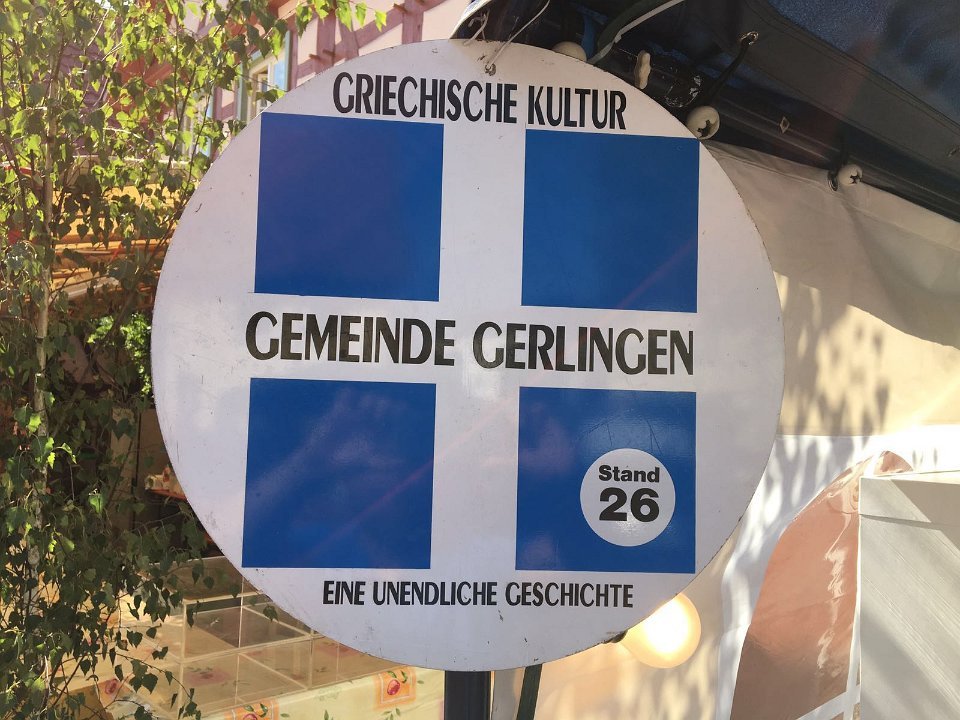 GRIECHISCHE KULTUR
GEMEINDE GERLINGEN
Stand
26
EINE UNENDLICHE GESCHICHTE